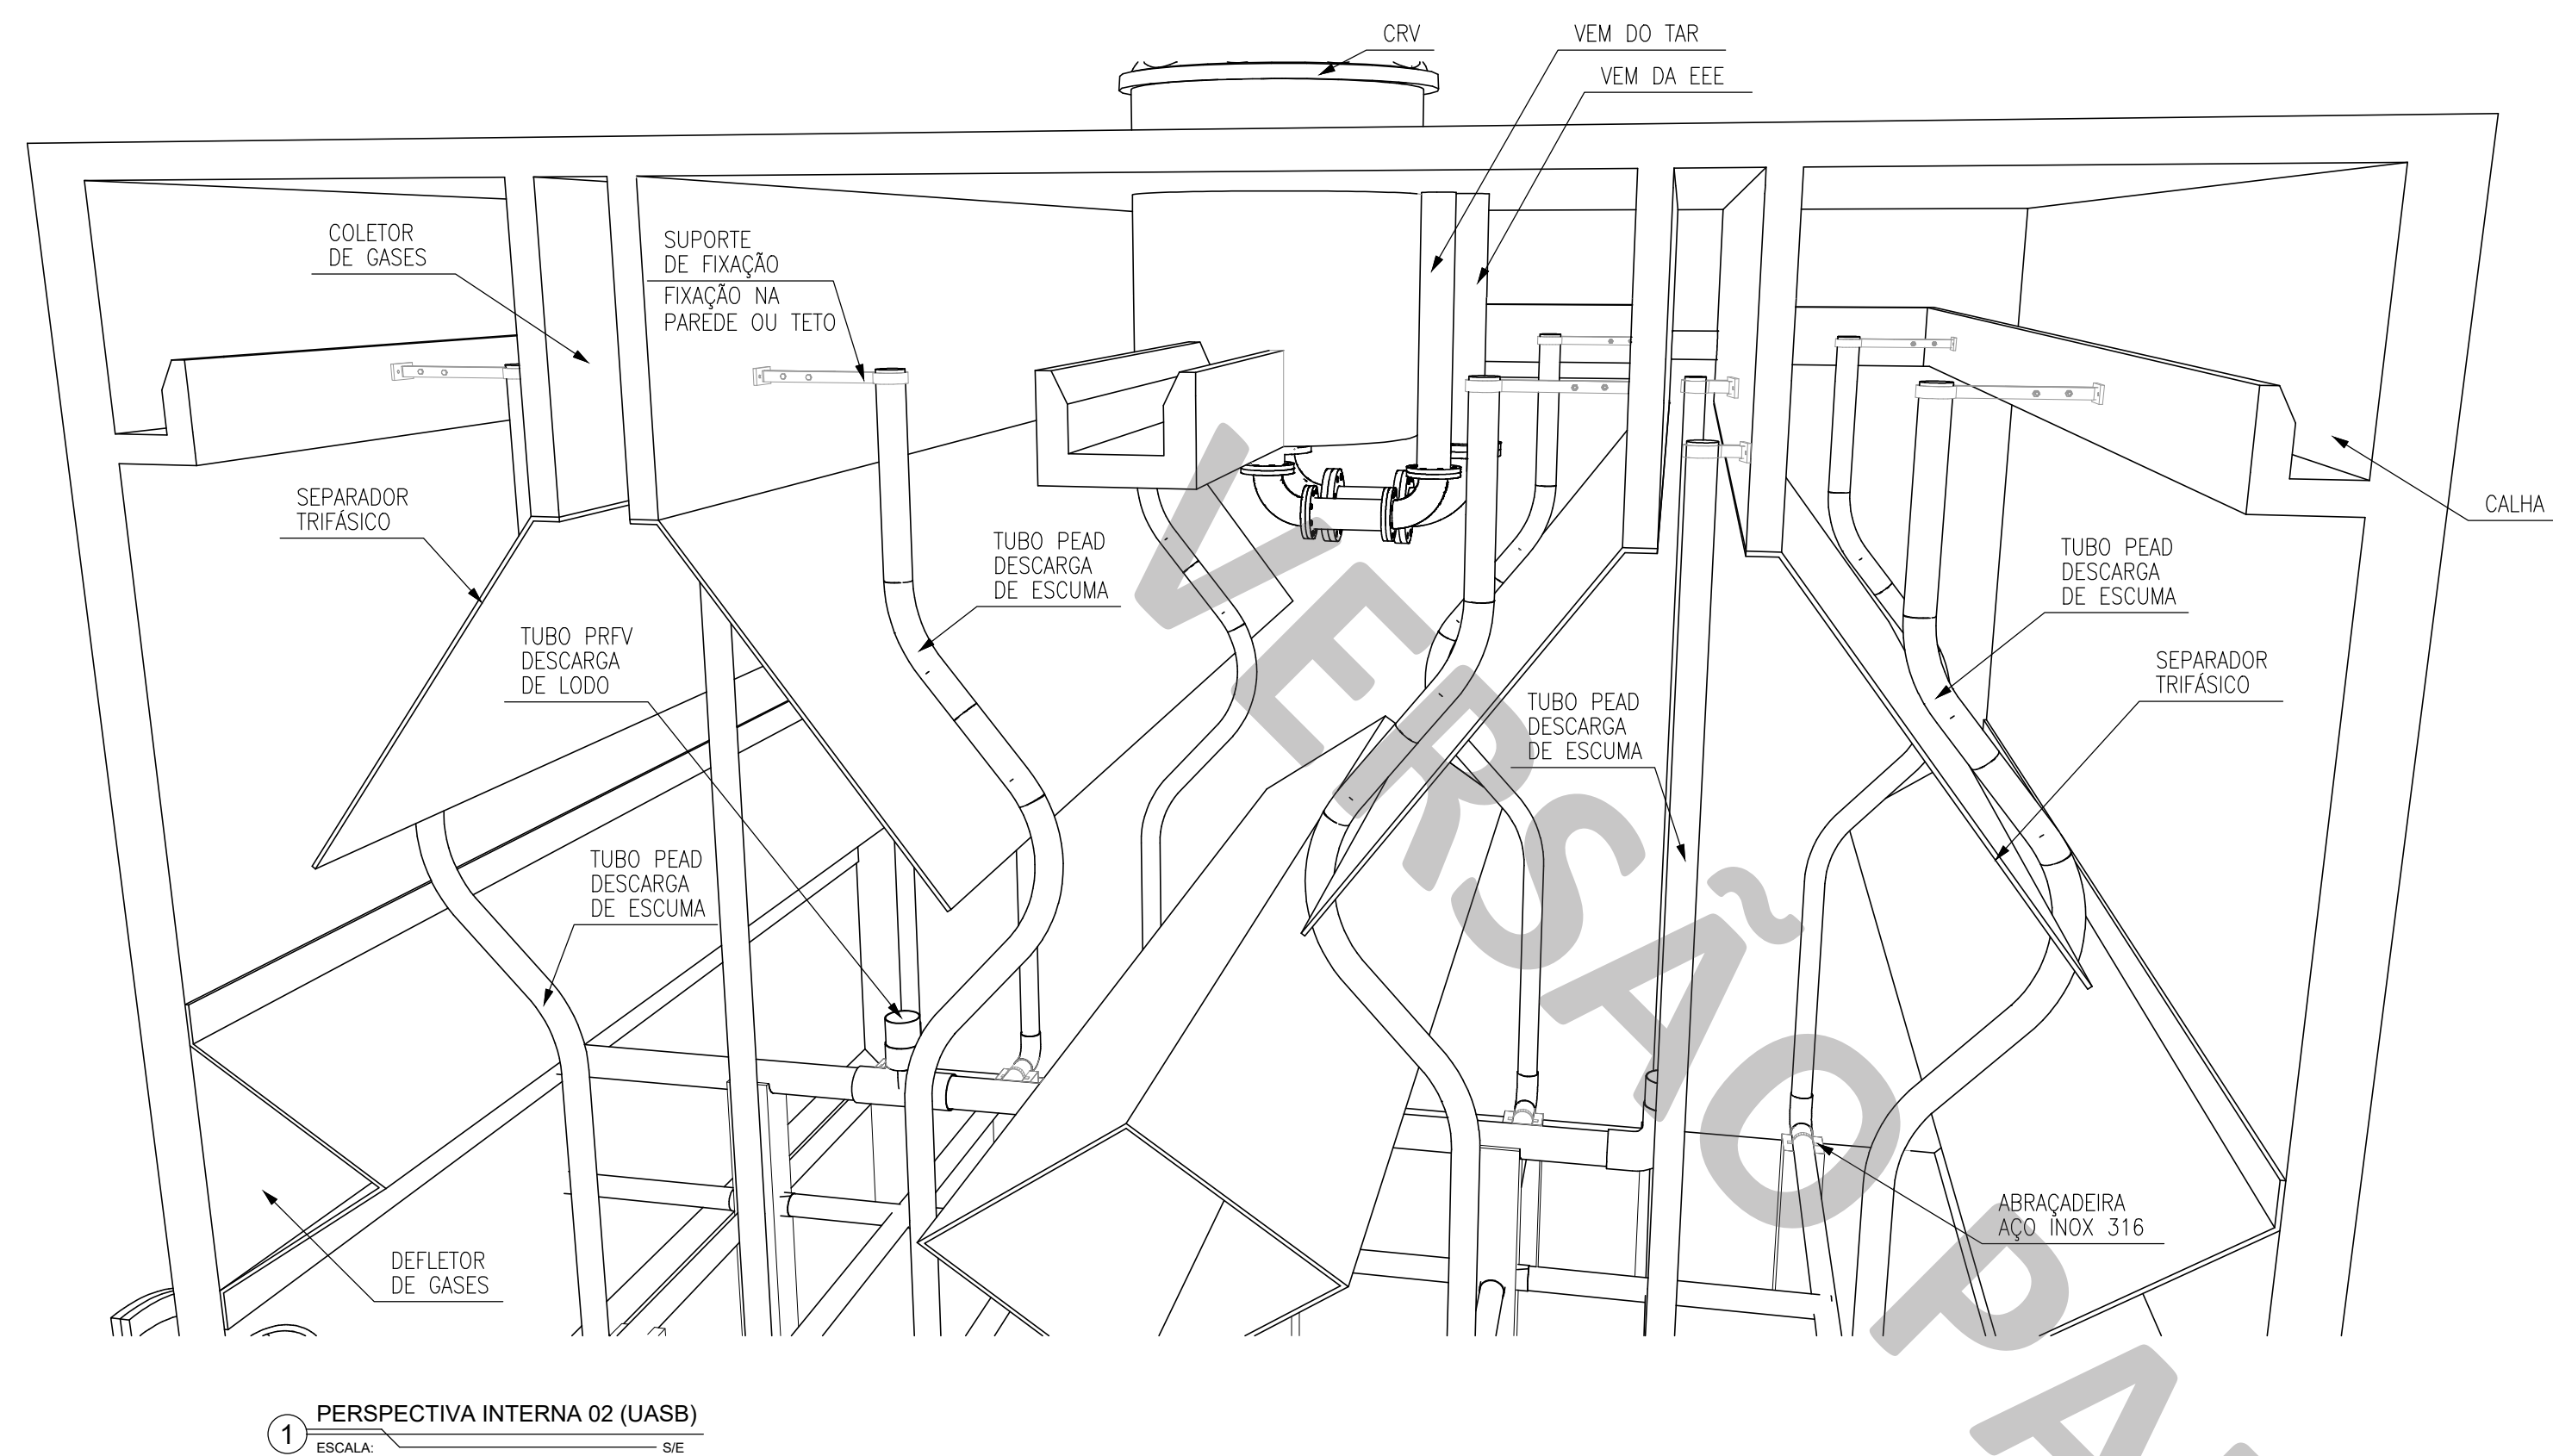 CRV
VEM DO TAR
VEM DA EEE
COLETOR
DE GASES
SUPORTE
DE FIXAÇÃO
FIXAÇÃO NA
PAREDE OU TETO
SEPARADOR
TRIFÁSICO
CALHA
TUBO PEAD
DESCARGA
DE ESCUMA
TUBO PEAD
DESCARGA
DE ESCUMA
TUBO PRFV
DESCARGA
DE LODO
SEPARADOR
TRIFÁSICO
TUBO PEAD
DESCARGA
DE ESCUMA
TUBO PEAD
DESCARGA
DE ESCUMA
ABRAÇADEIRA
AÇO INOX 316
DEFLETOR
DE GASES
VERSÃO PA
1
PERSPECTIVA INTERNA 02 (UASB)
ESCALA: S/E